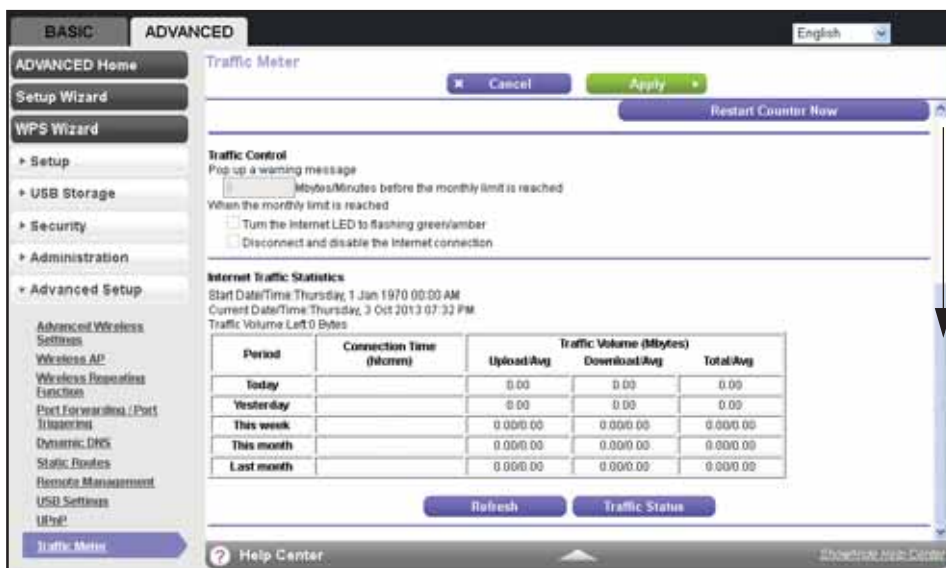 BASIC
ADVANCED
English
ADVANCED Home
Setup Wizard
WPS Wizard
Setup
USB Storage
Security
Administration
Advanced Setup
Advanced Wireless
Settings
Wireless AP
Wireless Repeating
Function
Port Forwarding / Port
Triggering
Dynamic DNS
Static Routes
Remote Management
USB Settings
UPnP
Traffic Meter
Traffic Meter
Cancel
Apply
Restart Counter Now
Traffic Control
Pop up a warning message
0 Mbytes/Minutes before the monthly limit is reached
When the monthly limit is reached
Turn the Internet LED to flashing green/amber
Disconnect and disable the Internet connection
Internet Traffic Statistics
Start Date/Time:Thursday, 1 Jan 1970 00:00 AM
Current Date/Time:Thursday, 3 Oct 2013 07:32 PM
Traffic Volume Left:0 Bytes
Period Connection Time (hh:mm) Traffic Volume (Mbytes)
Upload/Avg Download/Avg Total/Avg
Today 0.00 0.00 0.00
Yesterday 0.00 0.00 0.00
This week 0.00/0.00 0.00/0.00 0.00/0.00
This month 0.00/0.00 0.00/0.00 0.00/0.00
Last month 0.00/0.00 0.00/0.00 0.00/0.00
Refresh
Traffic Status
Help Center
Show/Hide Help Center